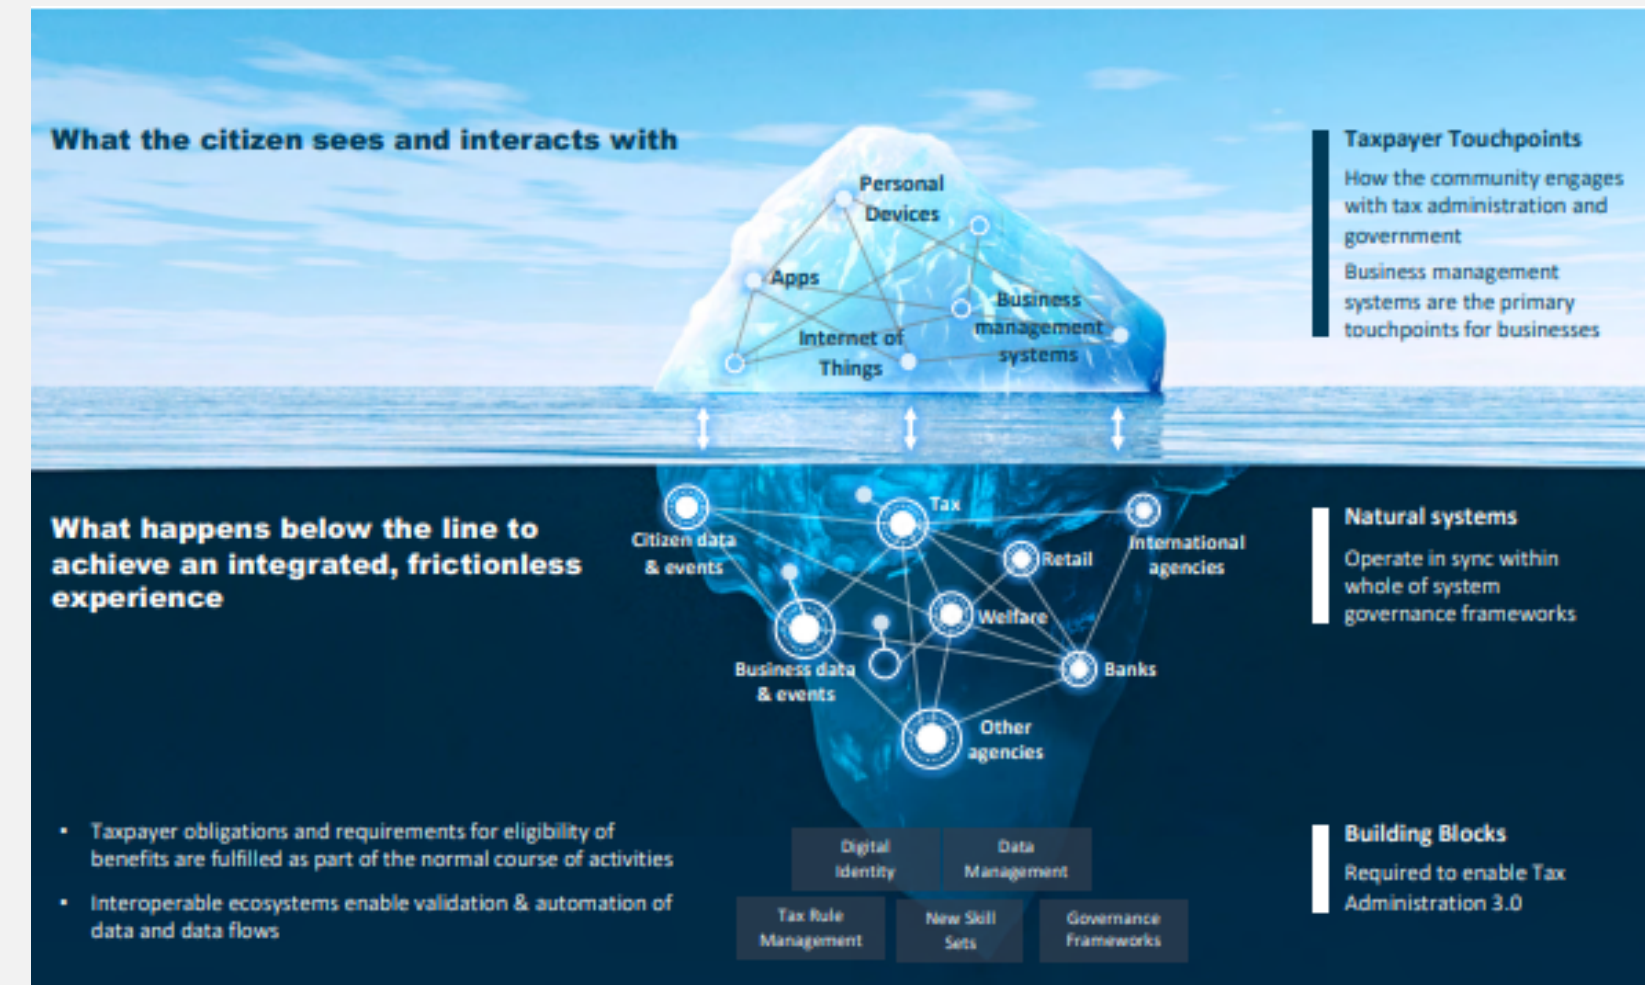 What the citizen sees and interacts with
Personal
Devices
Apps
Business
management
systems
Internet of
Things
Taxpayer Touchpoints
How the community engages
with tax administration and
government
Business management
systems are the primary
touchpoints for businesses
What happens below the line to
achieve an integrated, frictionless
experience
Citizen data
& events
Tax
Retail
International
agencies
Welfare
Business data
& events
Banks
Other
agencies
Natural systems
Operate in sync within
whole of system
governance frameworks
▪ Taxpayer obligations and requirements for eligibility of
benefits are fulfilled as part of the normal course of activities
▪ Interoperable ecosystems enable validation & automation of
data and data flows
Digital
Identity
Data
Management
Tax Rule
Management
New Skill
Sets
Governance
Frameworks
Building Blocks
Required to enable Tax
Administration 3.0